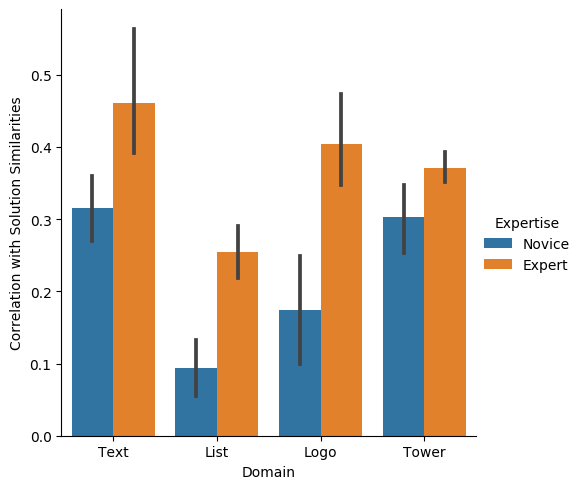 Correlation with Solution Similarities
0.5
0.4
0.3
0.2
0.1
0.0
Text
List
Logo
Tower
Domain
Expertise
Novice
Expert